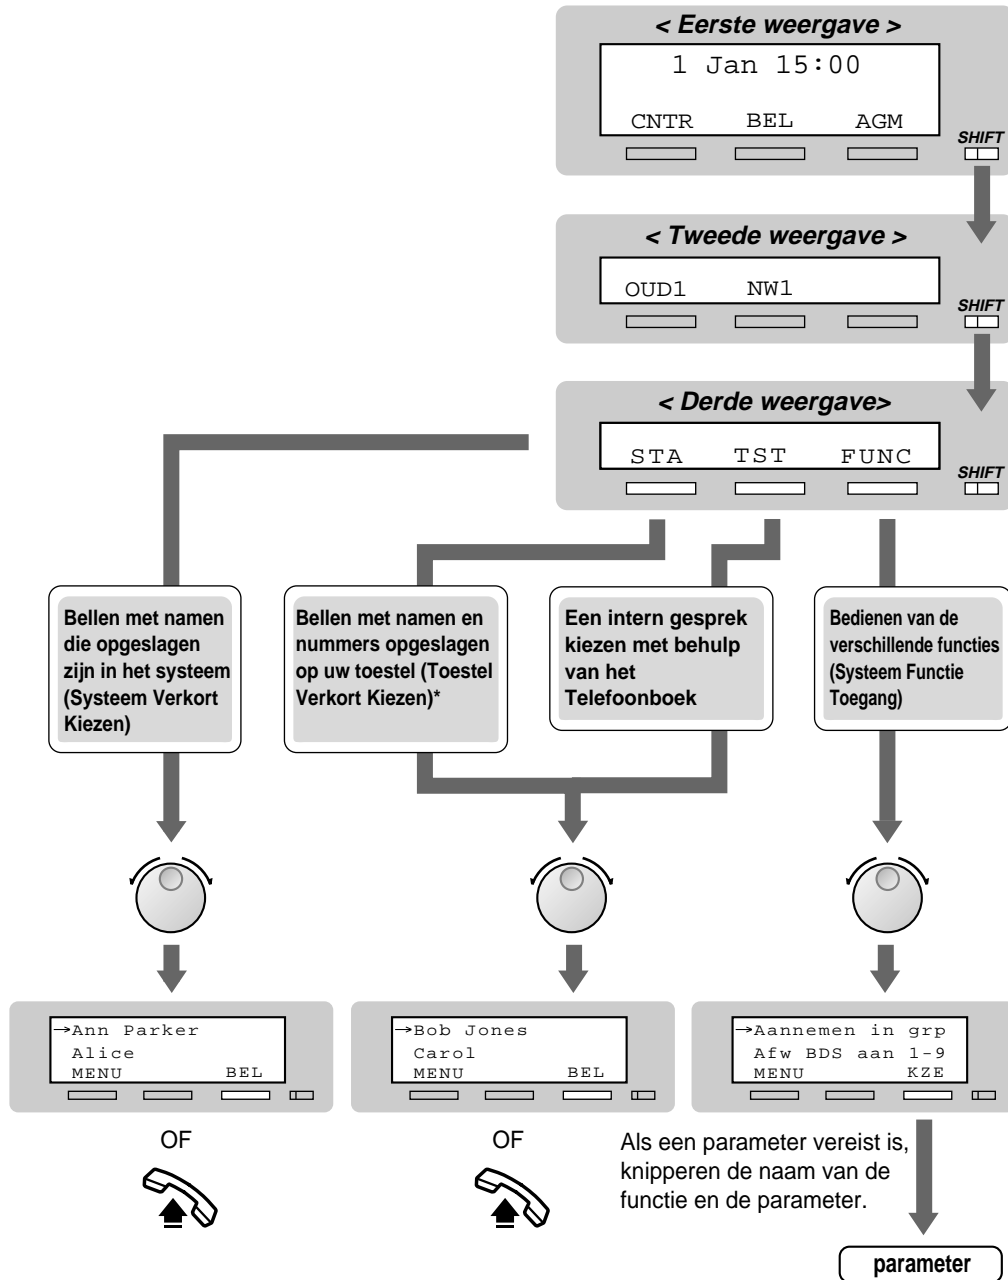 < Eerste weergave >
1 Jan 15:00
CNTR BEL AGM
SHIFT
< Tweede weergave >
OUD1 NW1
SHIFT
< Derde weergave>
STA TST FUNC
SHIFT
Bellen met namen
die opgeslagen
zijn in het systeem
(Systeem Verkort
Kiezen)
Bellen met namen en
nummers opgeslagen
op uw toestel (Toestel
Verkort Kiezen)*
Een intern gesprek
kiezen met behulp
van het
Telefoonboek
Bedienen van de
verschillende functies
(Systeem Functie
Toegang)
→Ann Parker
Alice
MENU BEL
→Bob Jones
Carol
MENU BEL
→Aannemen in grp
Afw BDS aan 1-9
MENU KZE
OF
OF
Als een parameter vereist is,
knipperen de naam van de
functie en de parameter.
parameter